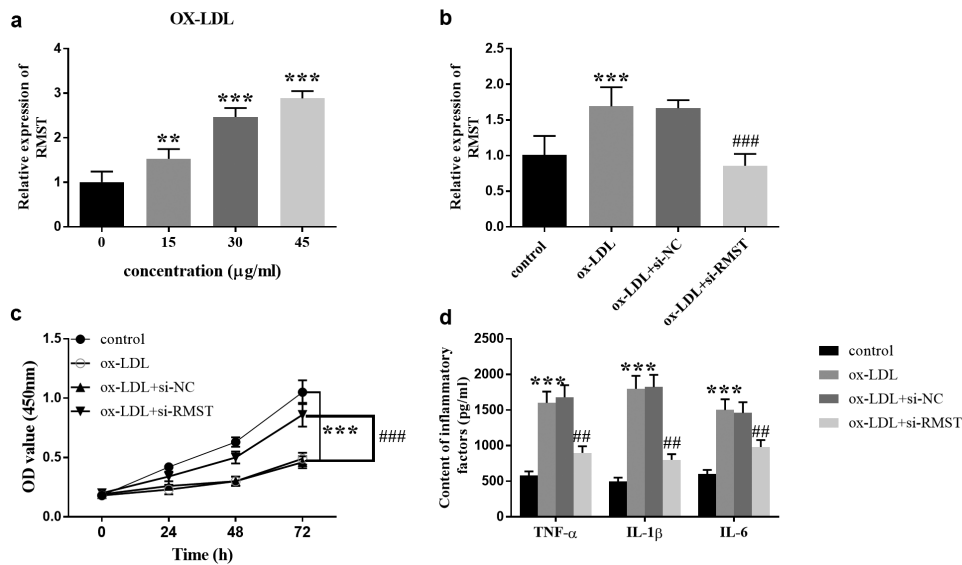 a
OX-LDL
Relative expression of
RMST
4
3
2
1
0
**
***
***
0 15 30 45
concentration (μg/ml)
b
Relative expression of
RMST
2.5
2.0
1.5
1.0
0.5
0.0
***
###
control
ox-LDL
ox-LDL+si-NC
ox-LDL+si-RMST
c
OD value (450nm)
1.5
1.0
0.5
0.0
control
ox-LDL
ox-LDL+si-NC
ox-LDL+si-RMST
***
###
0 24 48 72
Time (h)
d
Content of inflammatory
factors (pg/ml)
2500
2000
1500
1000
500
0
***
##
***
##
***
##
TNF-α IL-1β IL-6
control
ox-LDL
ox-LDL+si-NC
ox-LDL+si-RMST